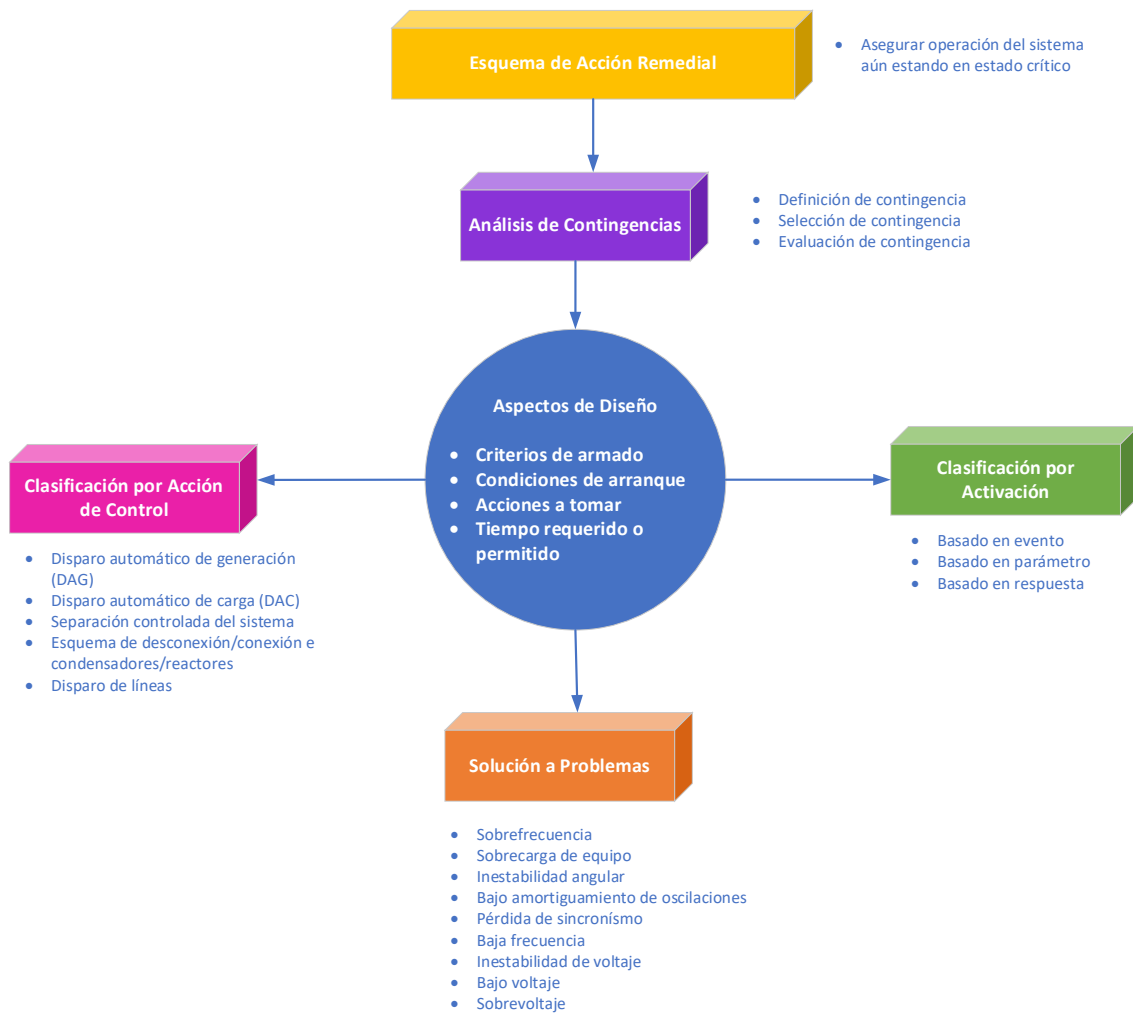 Esquema de Acción Remedial
• Asegurar operación del sistema
aún estando en estado crítico
Análisis de Contingencias
• Definición de contingencia
• Selección de contingencia
• Evaluación de contingencia
Aspectos de Diseño
• Criterios de armado
• Condiciones de arranque
• Acciones a tomar
• Tiempo requerido o
permitido
Clasificación por Acción
de Control
• Disparo automático de generación
(DAG)
• Disparo automático de carga (DAC)
• Separación controlada del sistema
• Esquema de desconexión/conexión e
condensadores/reactores
• Disparo de líneas
Clasificación por
Activación
• Basado en evento
• Basado en parámetro
• Basado en respuesta
Solución a Problemas
• Sobrefrecuencia
• Sobrecarga de equipo
• Inestabilidad angular
• Bajo amortiguamiento de oscilaciones
• Pérdida de sincronísmo
• Baja frecuencia
• Inestabilidad de voltaje
• Bajo voltaje
• Sobrevoltaje